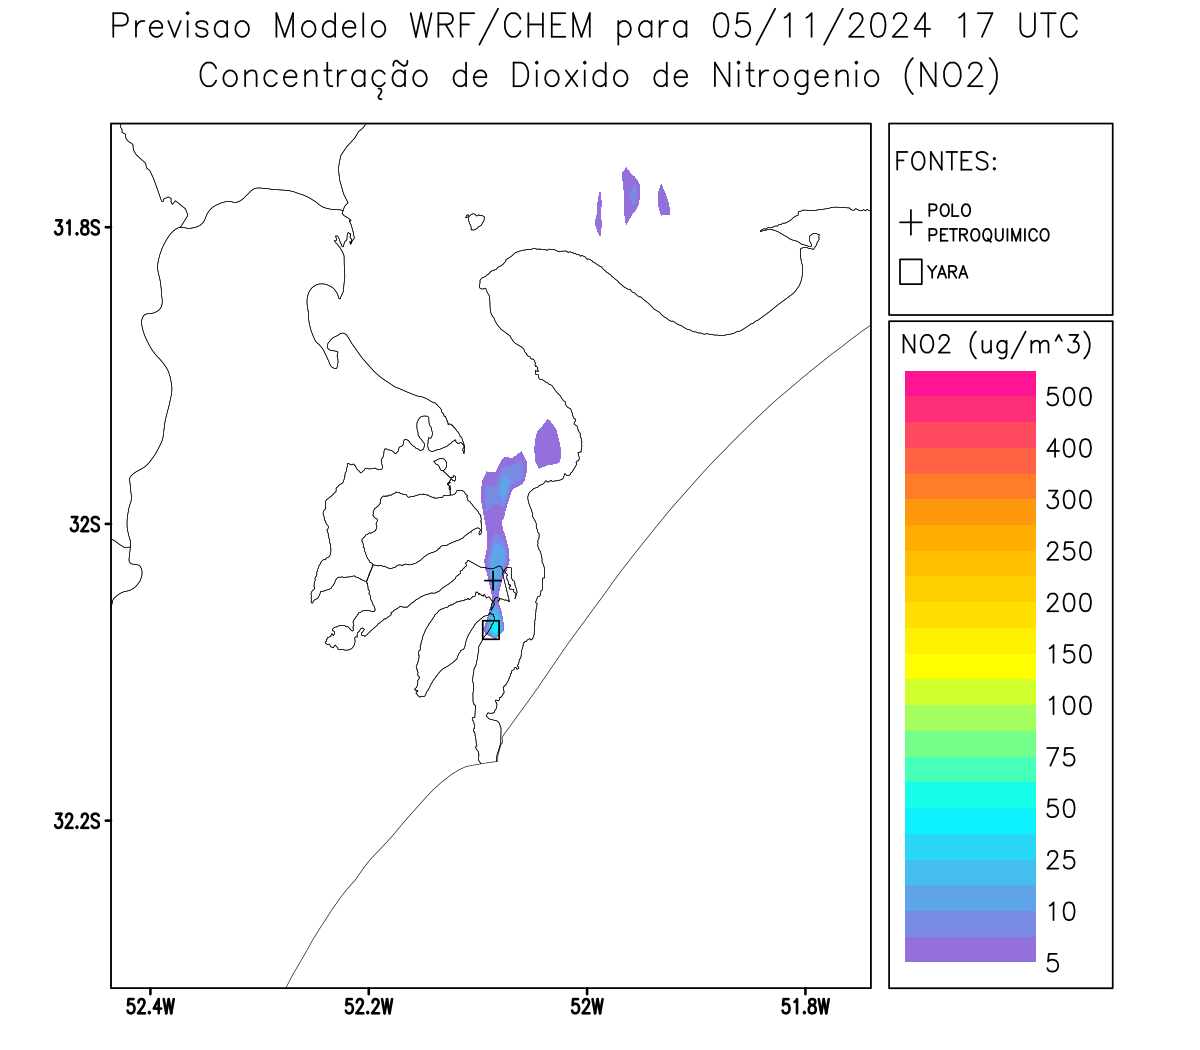 Previsao Modelo WRF/CHEM para 05/11/2024 17 UTC
Concentração de Dioxido de Nitrogenio (NO2)
FONTES:
POLO
PETROQUIMICO
YARA
NO2 (ug/m^3)
500
400
300
250
200
150
100
75
50
25
10
5
31.8S
32S
32.2S
52.4W
52.2W
52W
51.8W